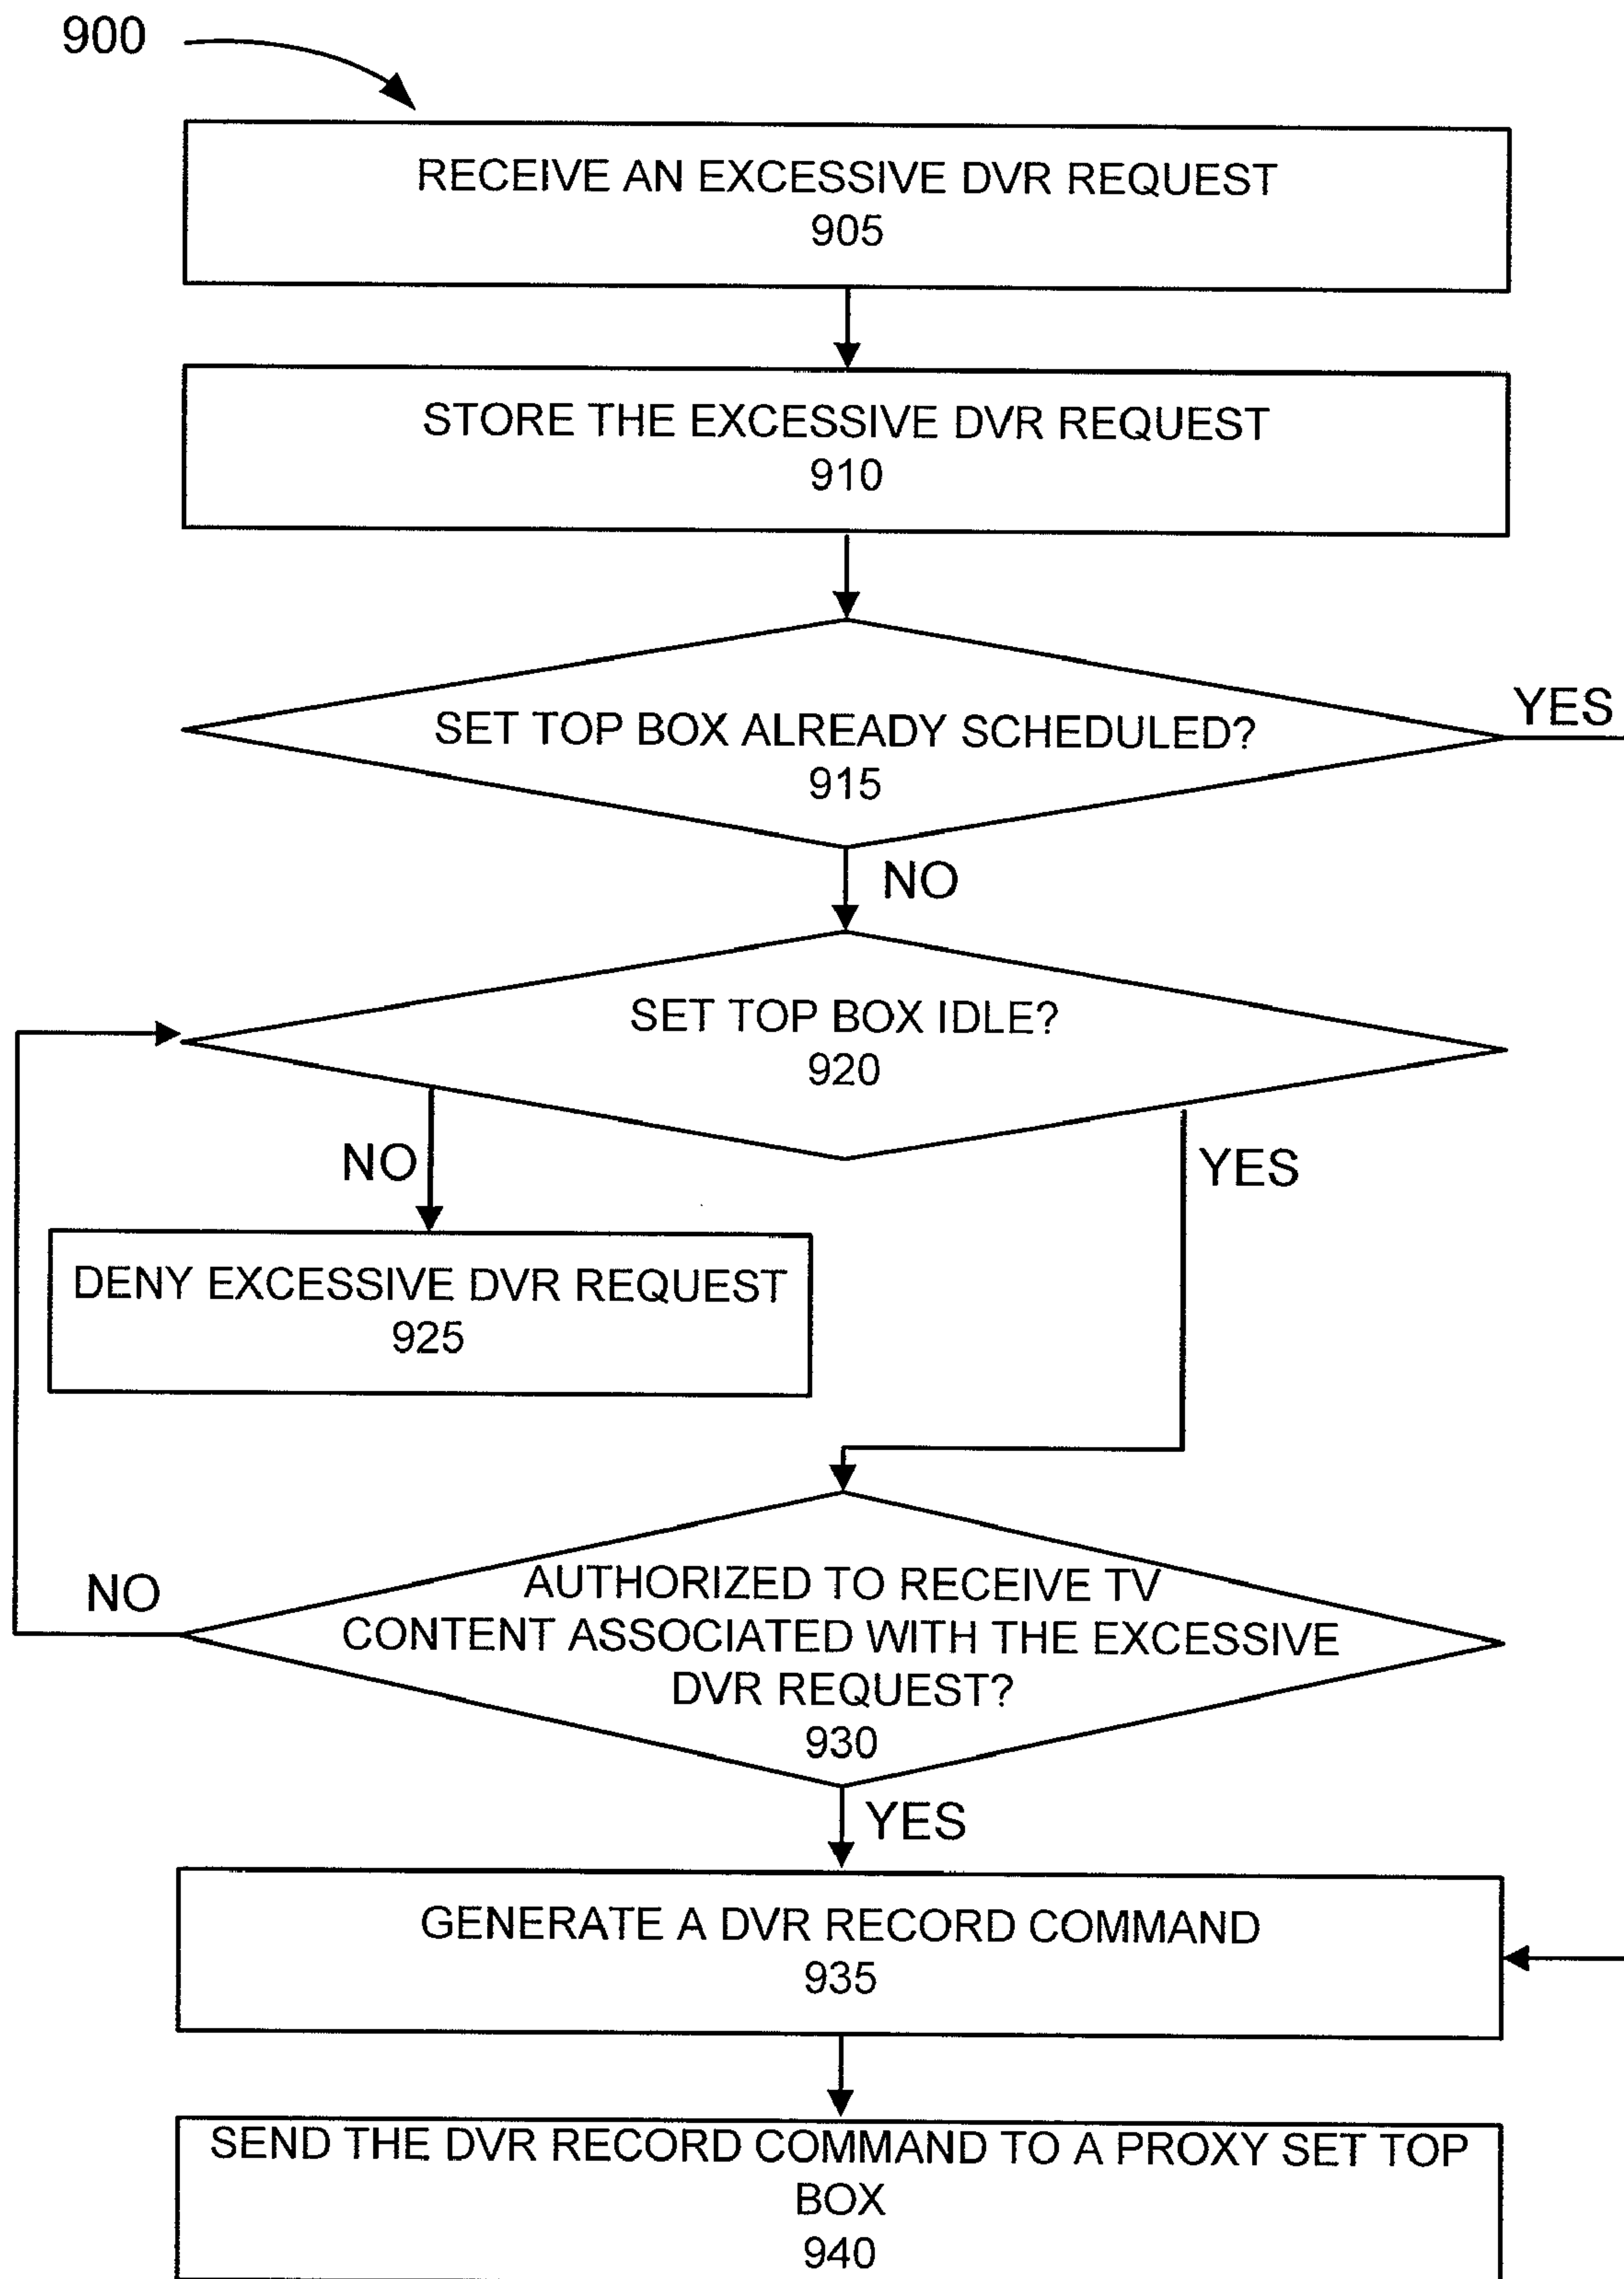 900
RECEIVE AN EXCESSIVE DVR REQUEST
905
STORE THE EXCESSIVE DVR REQUEST
910
SET TOP BOX ALREADY SCHEDULED?
915
YES
NO
SET TOP BOX IDLE?
920
NO
YES
DENY EXCESSIVE DVR REQUEST
925
AUTHORIZED TO RECEIVE TV
CONTENT ASSOCIATED WITH THE EXCESSIVE
DVR REQUEST?
930
NO
YES
GENERATE A DVR RECORD COMMAND
935
SEND THE DVR RECORD COMMAND TO A PROXY SET TOP
BOX
940